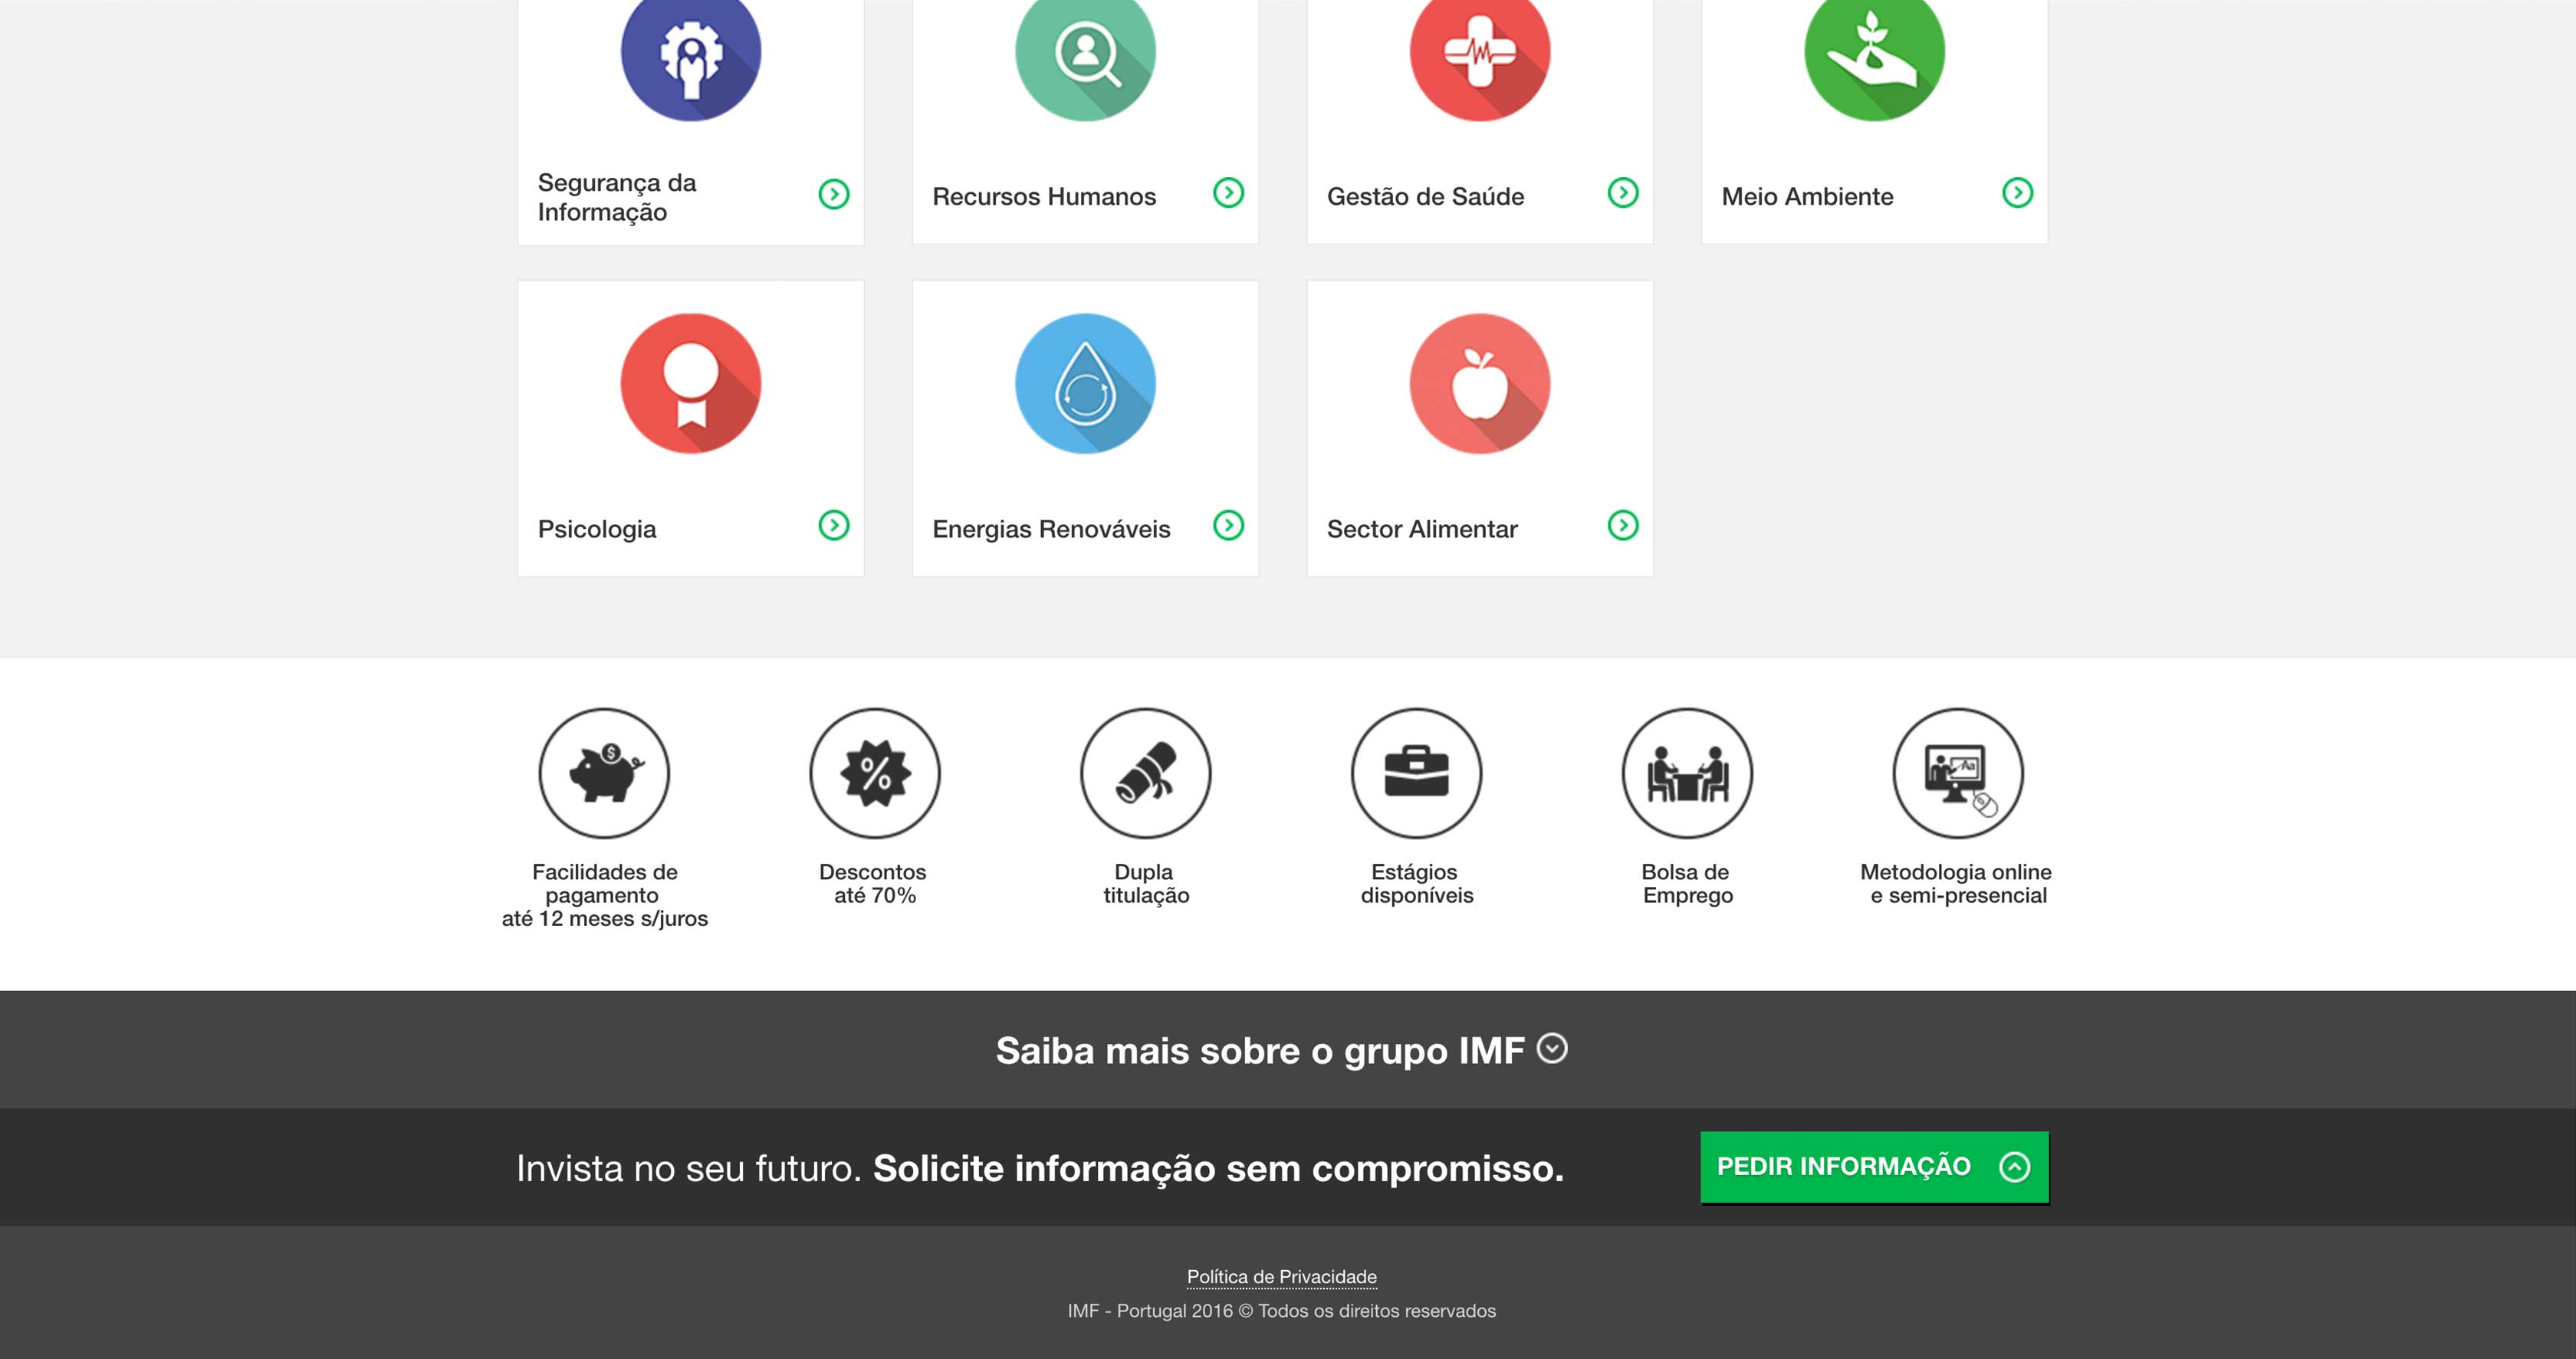 Segurança da
Informação
Recursos Humanos
Gestão de Saúde
Meio Ambiente
Psicologia
Energias Renováveis
Sector Alimentar
$
%
Aa
Facilidades de
pagamento
até 12 meses s/juros
Descontos
até 70%
Dupla
titulação
Estágios
disponíveis
Bolsa de
Emprego
Metodologia online
e semi-presencial
Saiba mais sobre o grupo IMF
Invista no seu futuro. Solicite informação sem compromisso.
PEDIR INFORMAÇÃO
Política de Privacidade
IMF - Portugal 2016 © Todos os direitos reservados